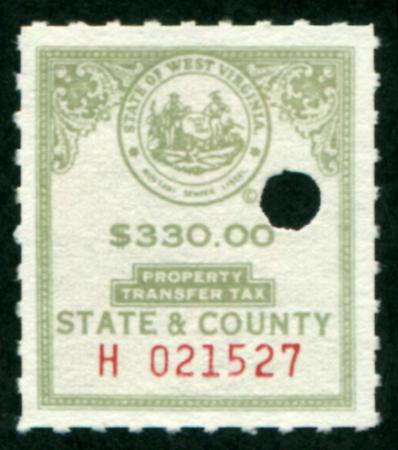 STATE OF WEST VIRGINIA
MONTANI SEMPER LIBERI
©
$330.00
PROPERTY
TRANSFER TAX
STATE & COUNTY
H 021527